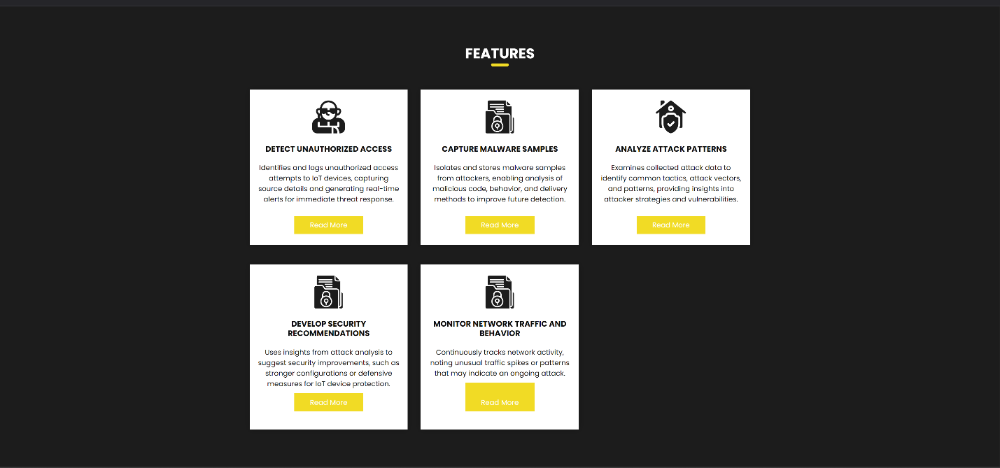 FEATURES
DETECT UNAUTHORIZED ACCESS
Identifies and logs unauthorized access
attempts to IoT devices, capturing
source details and generating real-time
alerts for immediate threat response.
Read More
CAPTURE MALWARE SAMPLES
Isolates and stores malware samples
from attackers, enabling analysis of
malicious code, behavior, and delivery
methods to improve future detection.
Read More
ANALYZE ATTACK PATTERNS
Examines collected attack data to
identify common tactics, attack vectors,
and patterns, providing insights into
attacker strategies and vulnerabilities.
Read More
DEVELOP SECURITY
RECOMMENDATIONS
Uses insights from attack analysis to
suggest security improvements, such as
stronger configurations or defensive
measures for IoT device protection.
Read More
MONITOR NETWORK TRAFFIC AND
BEHAVIOR
Continuously tracks network activity,
noting unusual traffic spikes or patterns
that may indicate an ongoing attack.
Read More